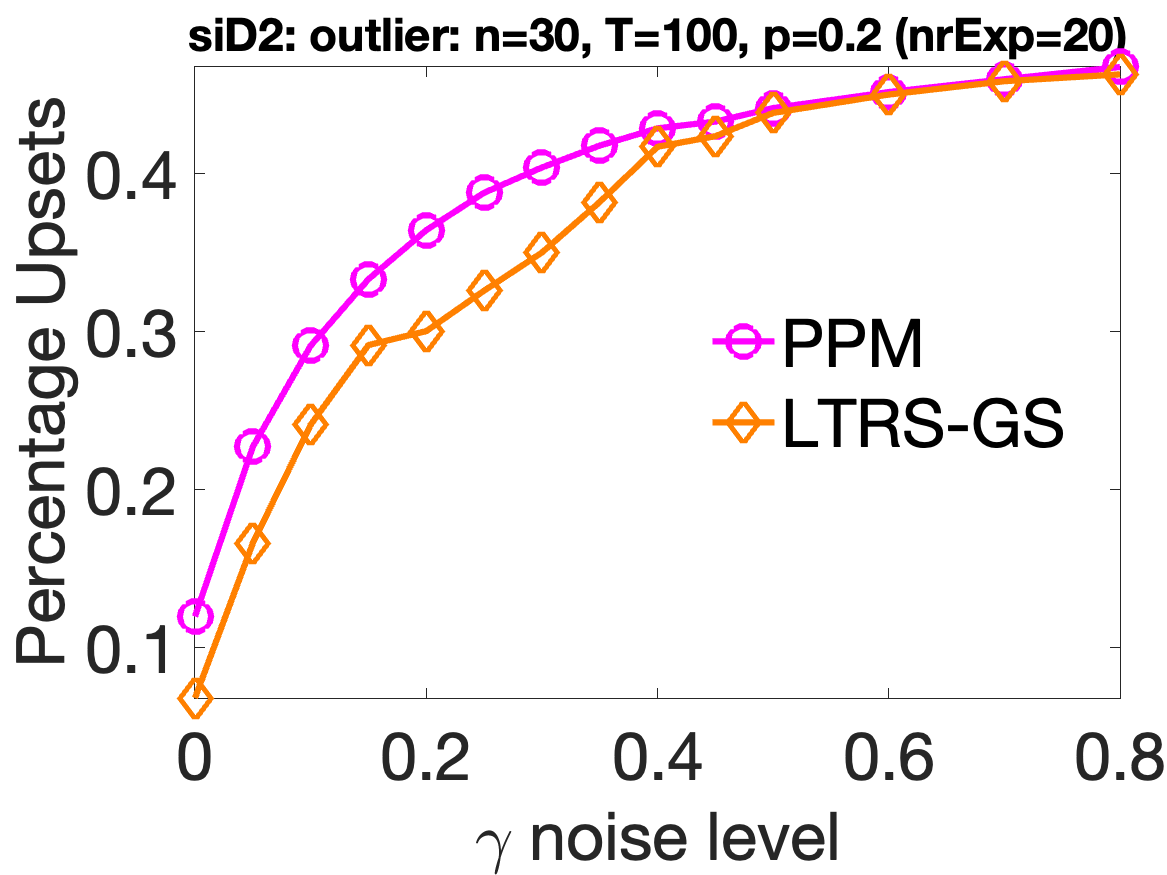 siD2: outlier: n=30, T=100, p=0.2 (nrExp=20)
Percentage Upsets
0.4
0.3
0.2
0.1
PPM
LTRS-GS
0 0.2 0.4 0.6 0.8
γ noise level